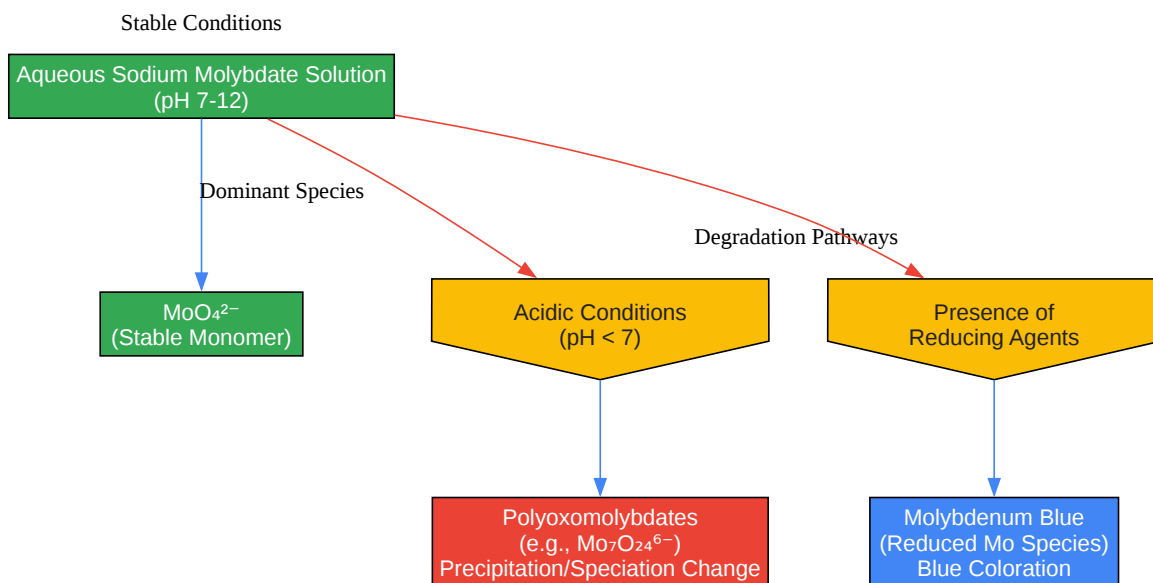 Stable Conditions
Aqueous Sodium Molybdate Solution
(pH 7-12)
Dominant Species
Degradation Pathways
MoO₄²⁻
(Stable Monomer)
Acidic Conditions
(pH < 7)
Presence of
Reducing Agents
Polyoxomolybdates
(e.g., Mo₇O₂₄⁶⁻)
Precipitation/Speciation Change
Molybdenum Blue
(Reduced Mo Species)
Blue Coloration